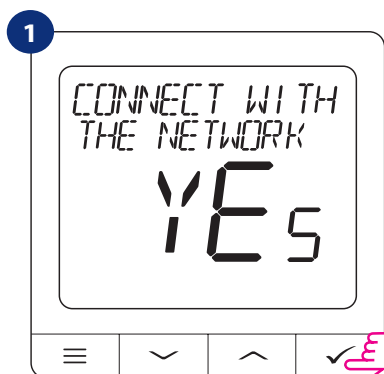 1
CONNECT WITH
THE NETWORK
YES